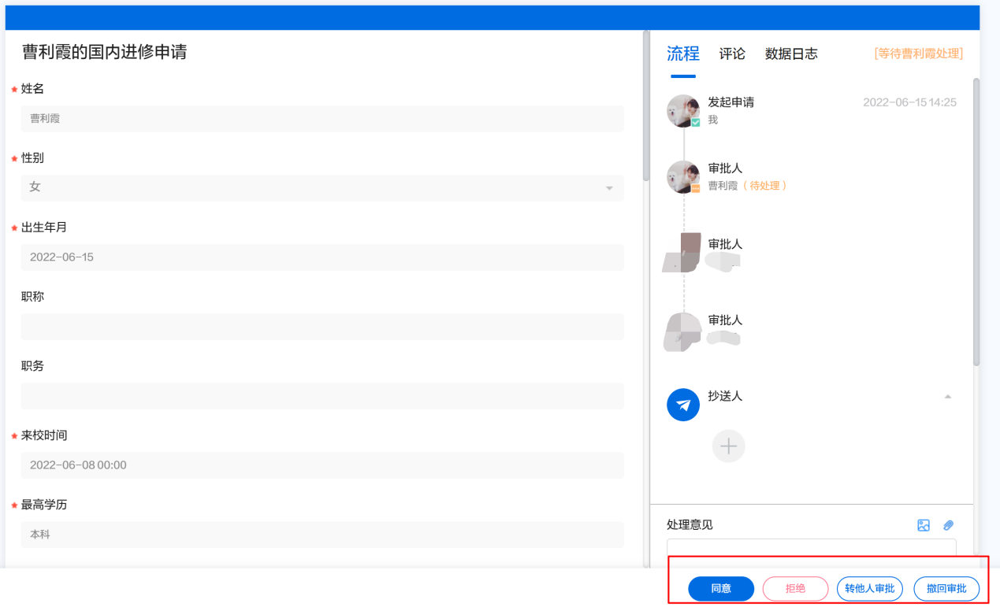 曹利霞的国内进修申请
* 姓名
曹利霞
* 性别
女
* 出生年月
2022-06-15
职称
职务
* 来校时间
2022-06-08 00:00
* 最高学历
本科
流程 评论 数据日志 [等待曹利霞处理]
发起申请 2022-06-15 14:25
我
审批人
曹利霞（待处理）
审批人
审批人
抄送人
处理意见
同意 拒绝 转他人审批 撤回审批